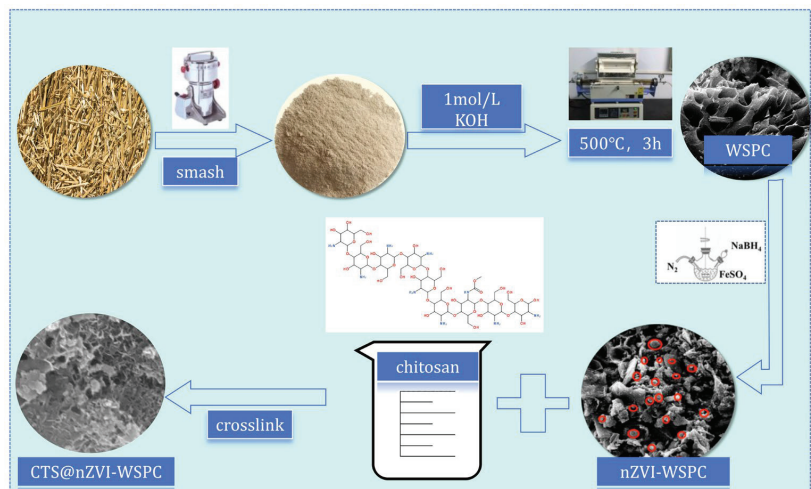 smash
1mol/L
KOH
500℃, 3h
WSPC
NaBH4
N2
FeSO4
chitosan
crosslink
CTS@nZVI-WSPC
nZVI-WSPC